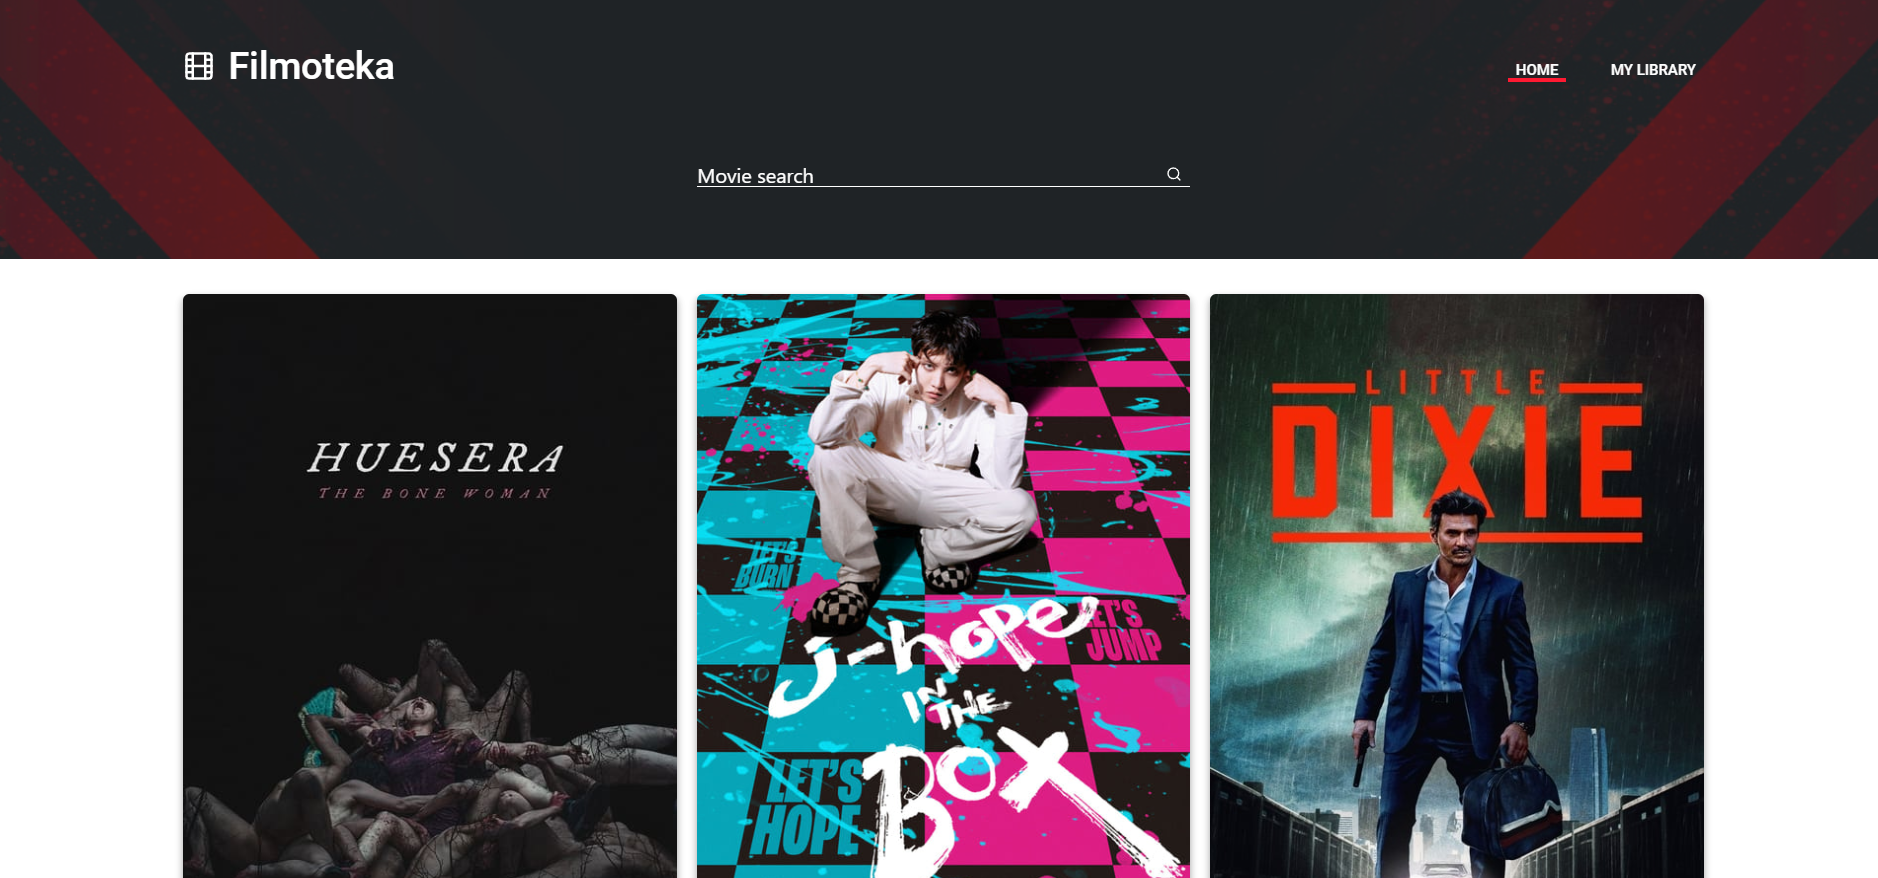 Filmoteka
HOME
MY LIBRARY
Movie search
HUESERA
THE BONE WOMAN
LET'S
BURN
j-hope
IN THE
BOX
LET'S
JUMP
LET'S
HOPE
LITTLE
DIXIE